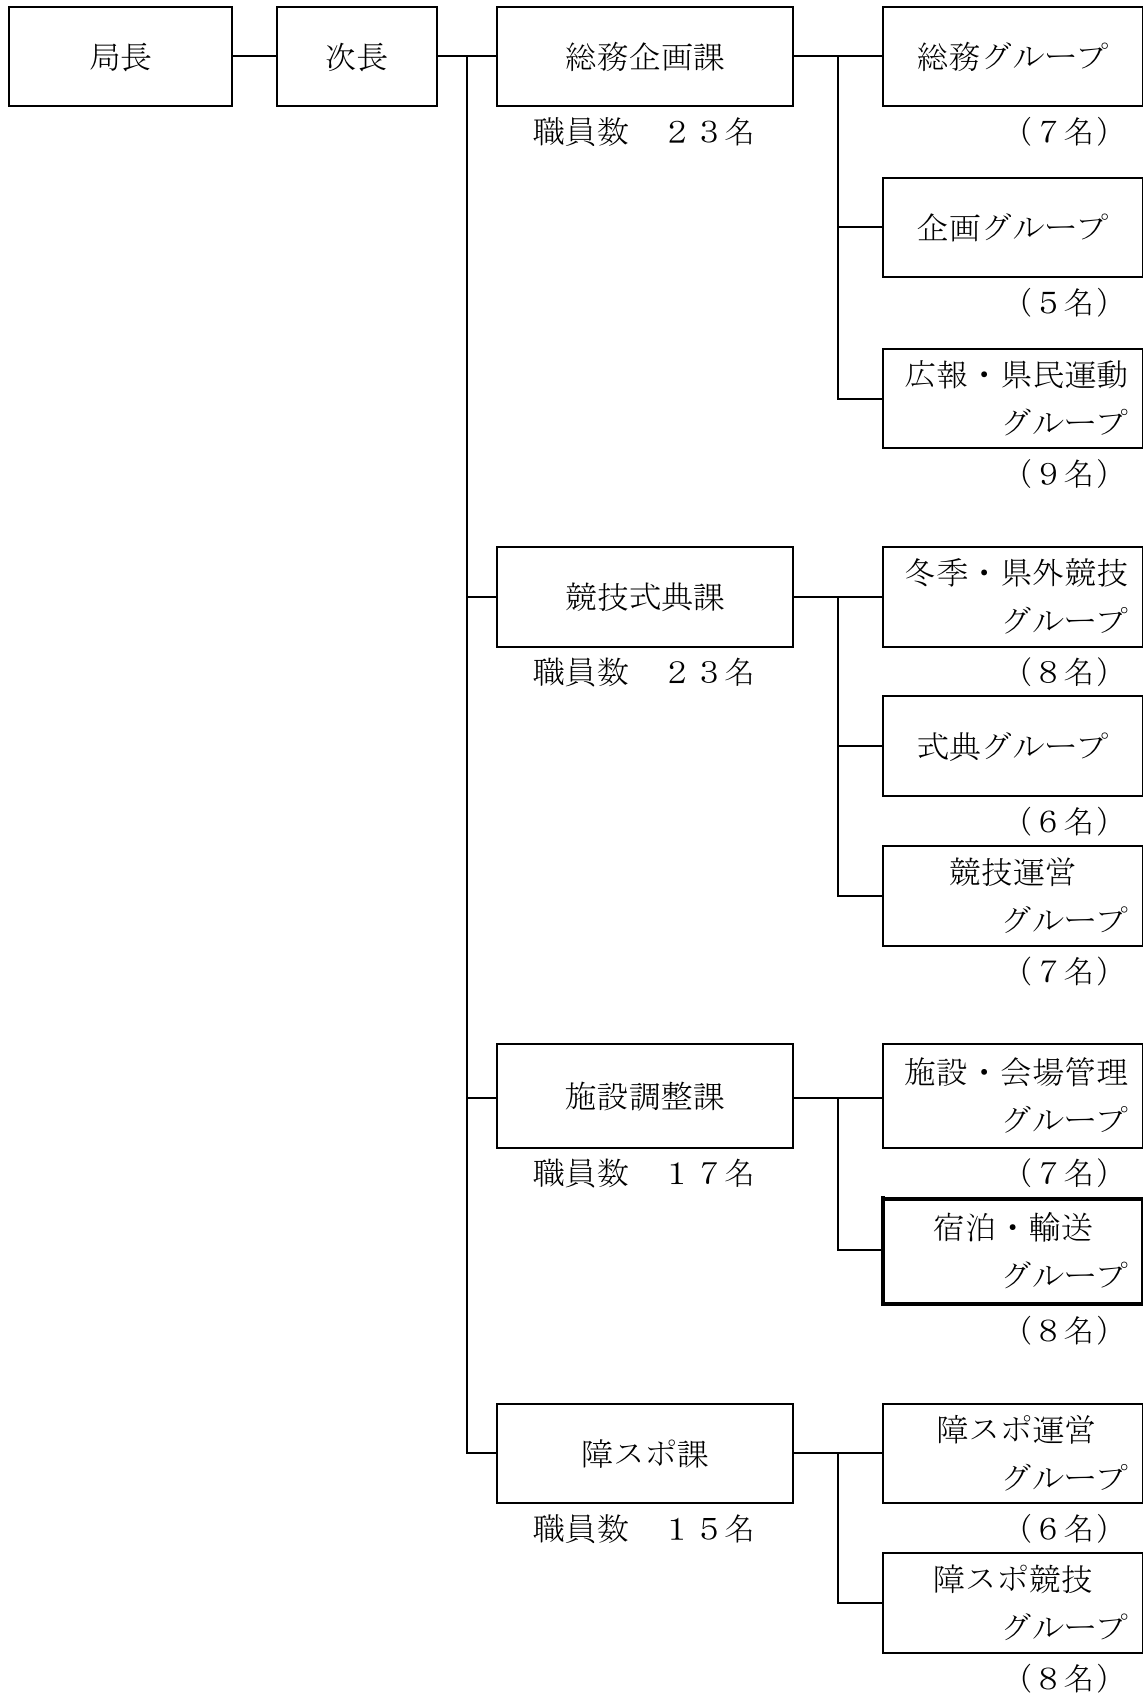 局長
次長
総務企画課
職員数　２３名
総務グループ
（７名）
企画グループ
（５名）
広報・県民運動
グループ
（９名）
競技式典課
職員数　２３名
冬季・県外競技
グループ
（８名）
式典グループ
（６名）
競技運営
グループ
（７名）
施設調整課
職員数　１７名
施設・会場管理
グループ
（７名）
宿泊・輸送
グループ
（８名）
障スポ課
職員数　１５名
障スポ運営
グループ
（６名）
障スポ競技
グループ
（８名）